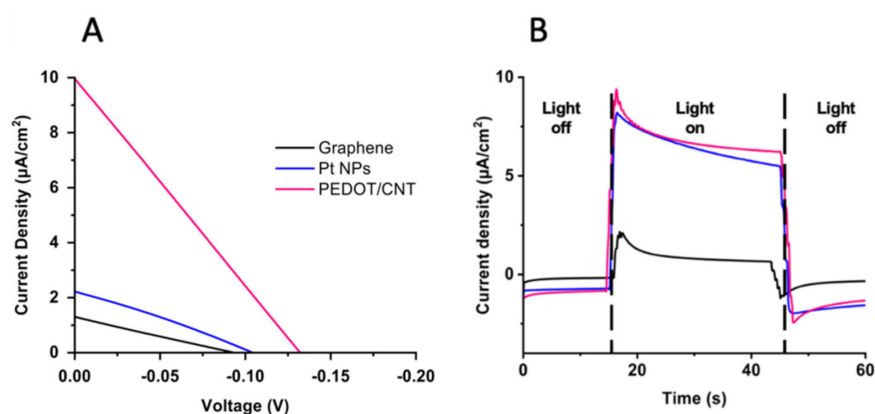 A
Current Density (µA/cm²)
10
8
6
4
2
0
0.00
-0.05
-0.10
-0.15
-0.20
Voltage (V)
Graphene
Pt NPs
PEDOT/CNT
B
Current density (µA/cm²)
10
5
0
Light
off
Light
on
Light
off
0
20
40
60
Time (s)